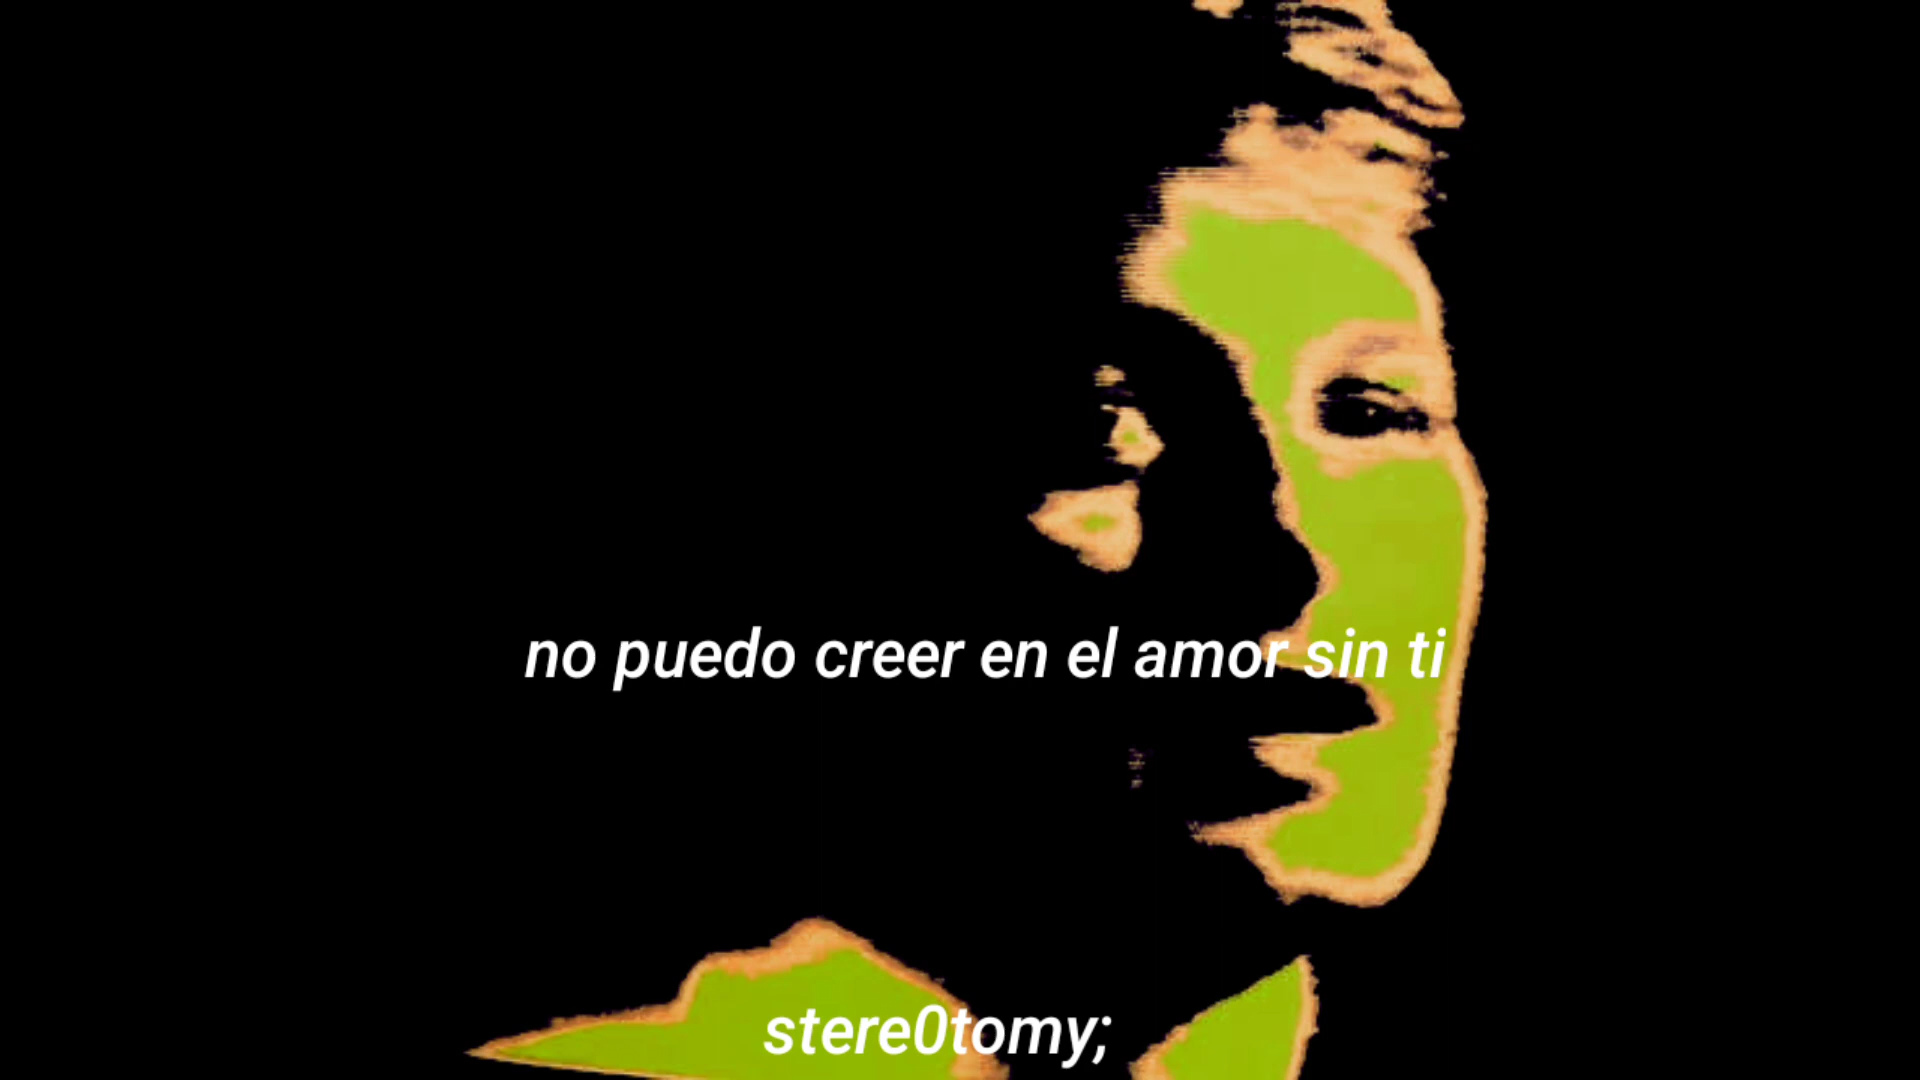 no puedo creer en el amor sin ti
stere0tomy;